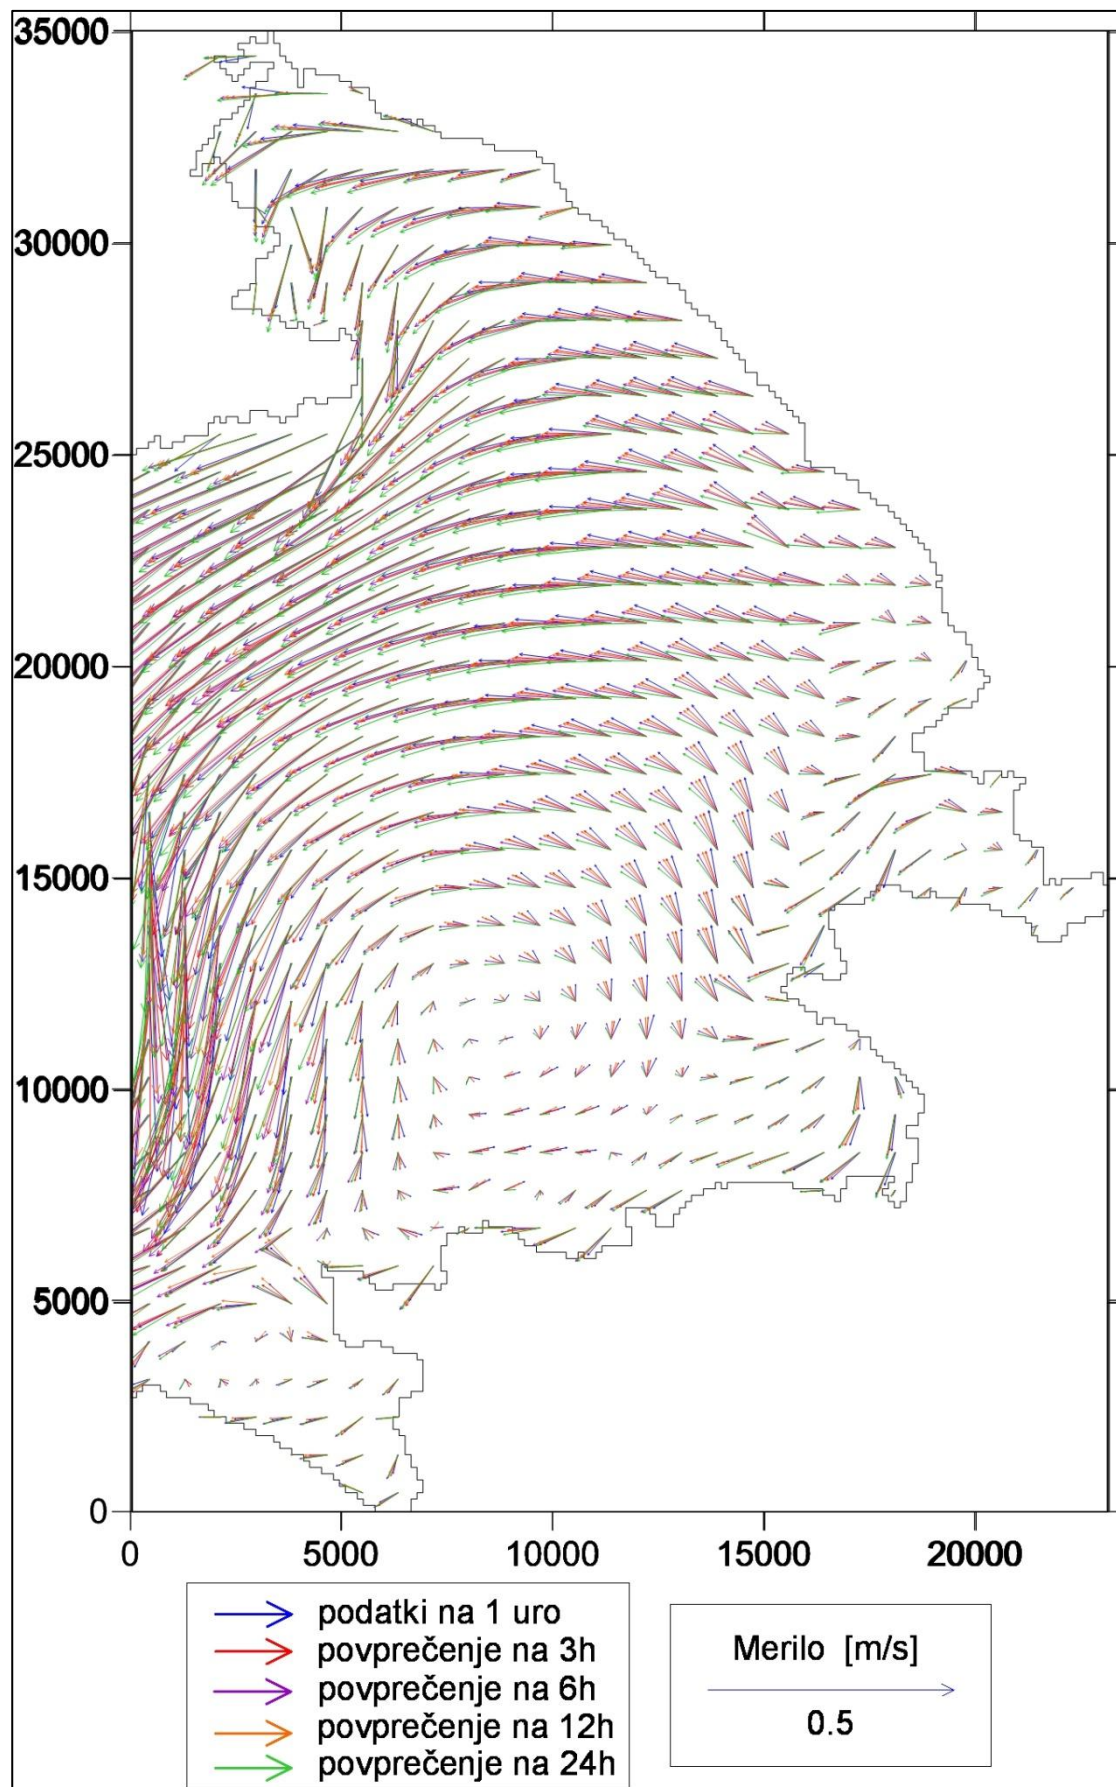 35000
30000
25000
20000
15000
10000
5000
0
0 5000 10000 15000 20000
podatki na 1 uro
povprečenje na 3h
povprečenje na 6h
povprečenje na 12h
povprečenje na 24h
Merilo [m/s]
0.5